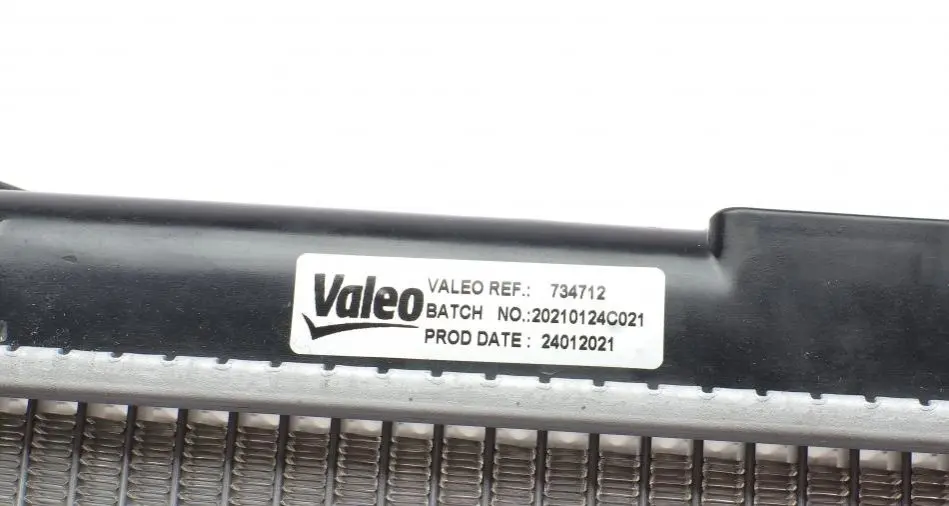 Valeo
VALEO REF.: 734712
BATCH NO.:20210124C021
PROD DATE : 24012021